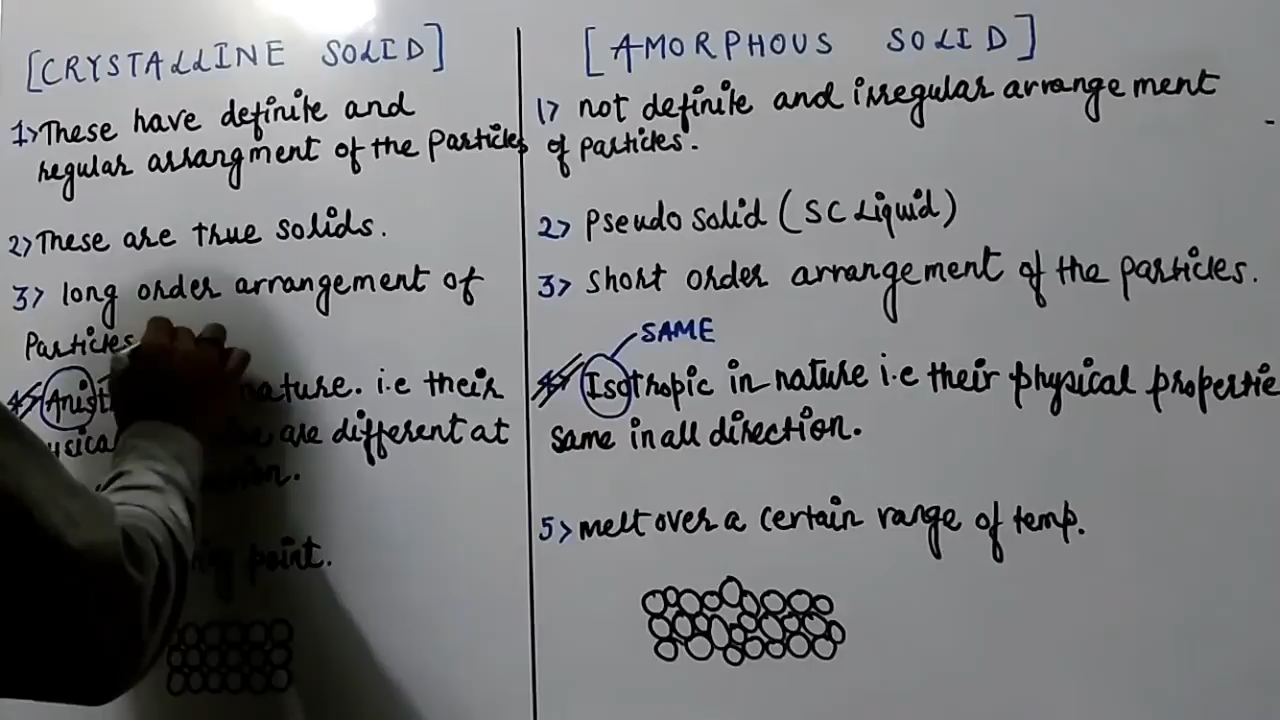 [CRYSTALLINE SOLID]
1> These have definite and
regular arrangment of the Particles
2> These are true solids.
3> long order arrangement of
Particles
nature. i.e their
are different at
point.
[AMORPHOUS SOLID]
1> not definite and irregular arrangement
of particles.
2> Pseudo solid (SC Liquid)
3> short order arrangement of the particles.
SAME
4> Isotropic in nature i.e their physical propertie
same in all direction.
5> melt over a certain range of temp.